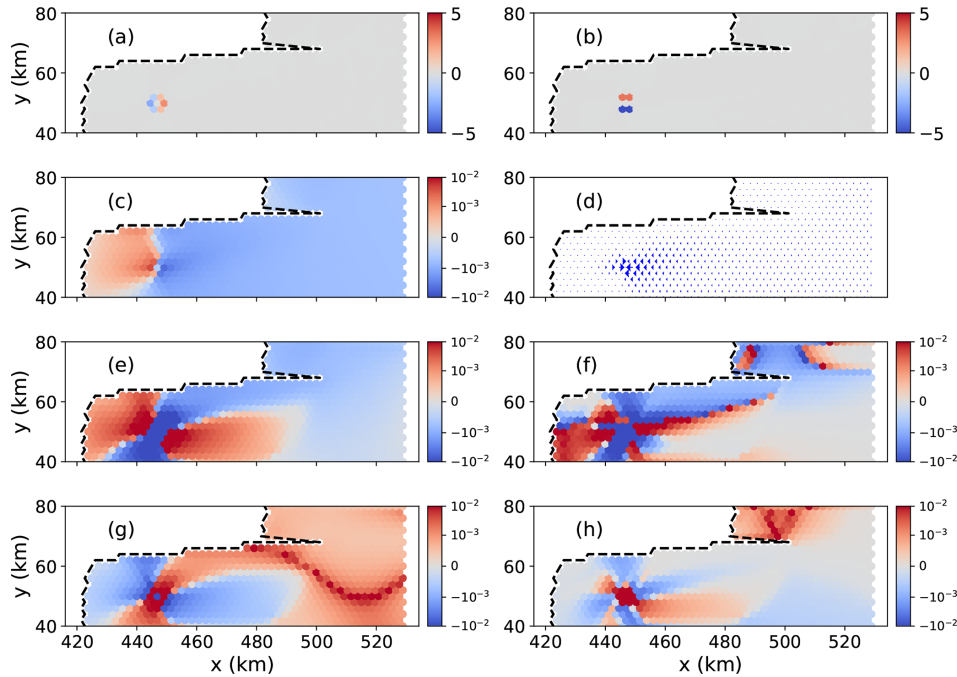 80 (a) 5 80 (b) 5
y (km) 60 0 60 0
40 −5 40 −5
80 (c) 10⁻² 80 (d)
10⁻³
y (km) 60 0 60
−10⁻³
40 −10⁻² 40
80 (e) 10⁻² 80 (f) 10⁻²
10⁻³ 10⁻³
y (km) 60 0 60 0
−10⁻³ −10⁻³
40 −10⁻² 40 −10⁻²
80 (g) 10⁻² 80 (h) 10⁻²
10⁻³ 10⁻³
y (km) 60 0 60 0
−10⁻³ −10⁻³
40 −10⁻² 40 −10⁻²
420 440 460 480 500 520 420 440 460 480 500 520
x (km) x (km)